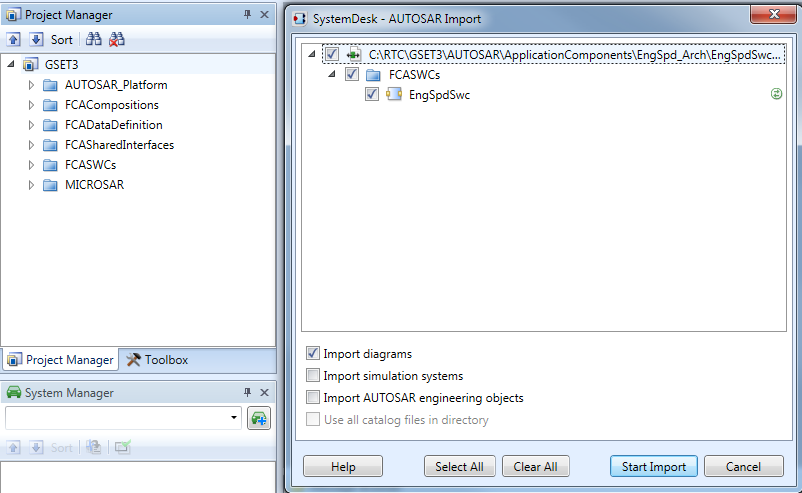 Project Manager
Sort
GSET3
AUTOSAR_Platform
FCACompositions
FCADataDefinition
FCASharedInterfaces
FCASWCs
MICROSAR
Project Manager
Toolbox
System Manager
Sort
SystemDesk - AUTOSAR Import
C:\RTC\GSET3\AUTOSAR\ApplicationComponents\EngSpd_Arch\EngSpdSwc...
FCASWCs
EngSpdSwc
Import diagrams
Import simulation systems
Import AUTOSAR engineering objects
Use all catalog files in directory
Help
Select All
Clear All
Start Import
Cancel